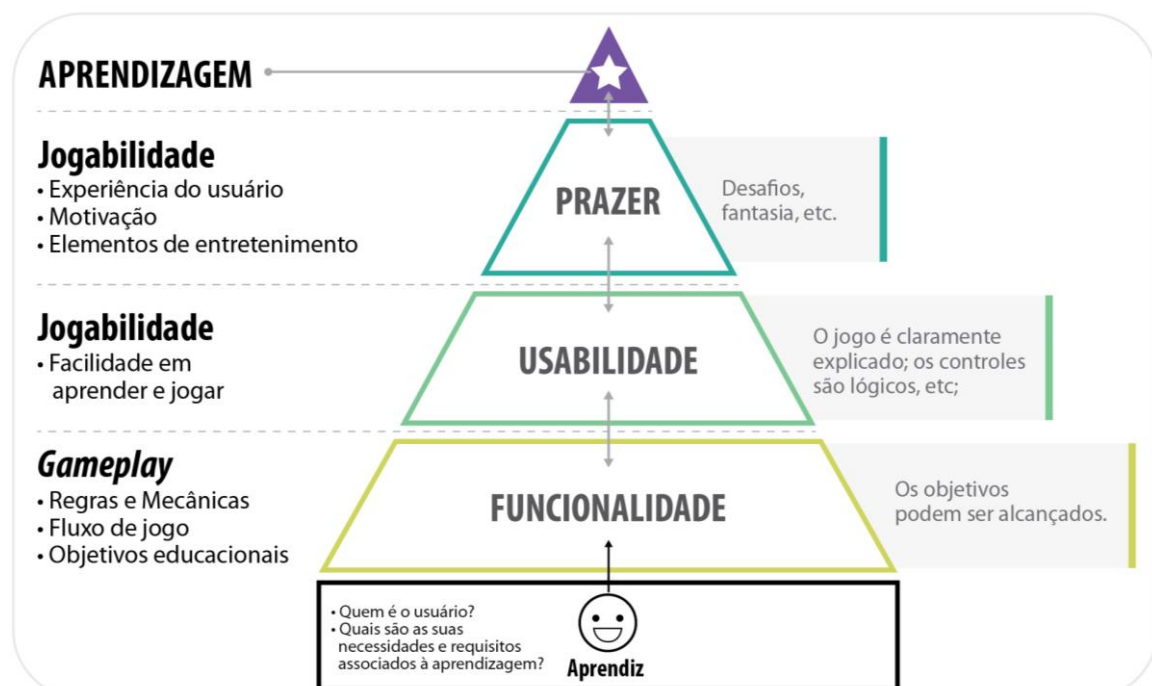 APRENDIZAGEM
Jogabilidade
• Experiência do usuário
• Motivação
• Elementos de entretenimento
PRAZER
Desafios,
fantasia, etc.
Jogabilidade
• Facilidade em
aprender e jogar
USABILIDADE
O jogo é claramente
explicado; os controles
são lógicos, etc;
Gameplay
• Regras e Mecânicas
• Fluxo de jogo
• Objetivos educacionais
FUNCIONALIDADE
Os objetivos
podem ser alcançados.
• Quem é o usuário?
• Quais são as suas
necessidades e requisitos
associados à aprendizagem?
Aprendiz